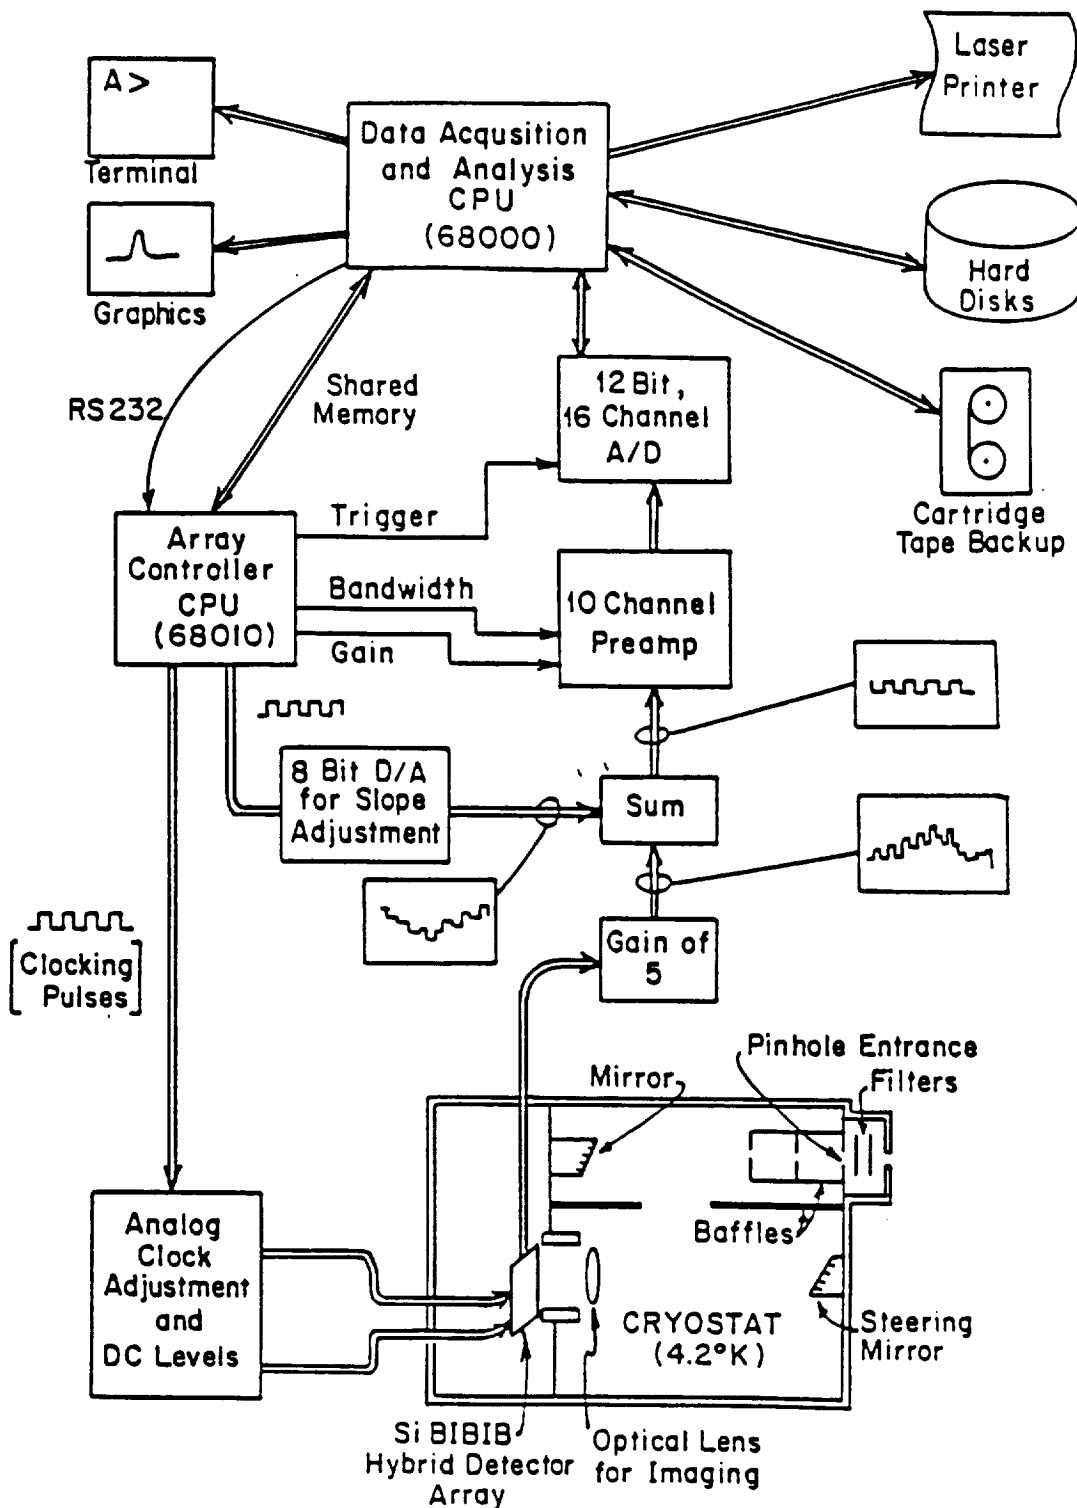 A>
Terminal
Graphics
Data Acqusition
and Analysis
CPU
(68000)
Laser
Printer
Hard
Disks
Cartridge
Tape Backup
RS232
Shared
Memory
12 Bit,
16 Channel
A/D
Array
Controller
CPU
(68010)
Trigger
Bandwidth
Gain
10 Channel
Preamp
8 Bit D/A
for Slope
Adjustment
Sum
Gain of
5
[Clocking
Pulses]
Pinhole Entrance
Filters
Mirror
Baffles
Analog
Clock
Adjustment
and
DC Levels
CRYOSTAT
(4.2°K)
Steering
Mirror
Si BIBIB
Hybrid Detector
Array
Optical Lens
for Imaging